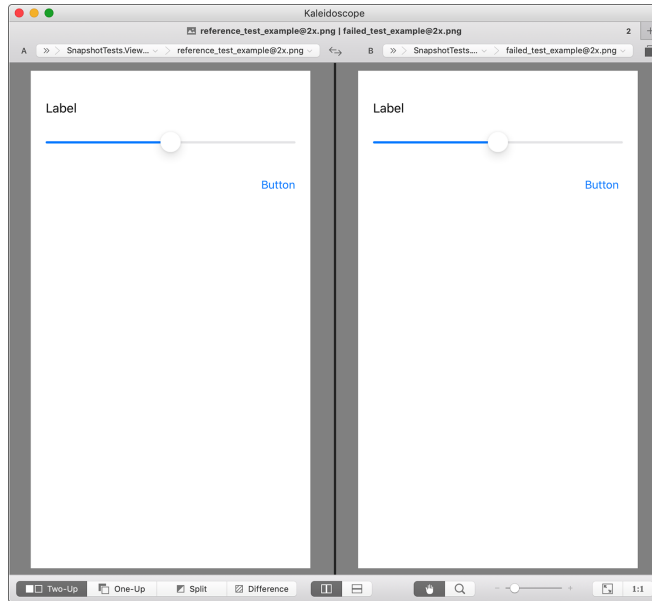 Kaleidoscope
reference_test_example@2x.png | failed_test_example@2x.png 2 +
A » SnapshotTests.View... reference_test_example@2x.png B » SnapshotTests.... failed_test_example@2x.png
Label Label
Button Button
Two-Up One-Up Split Difference - + 1:1